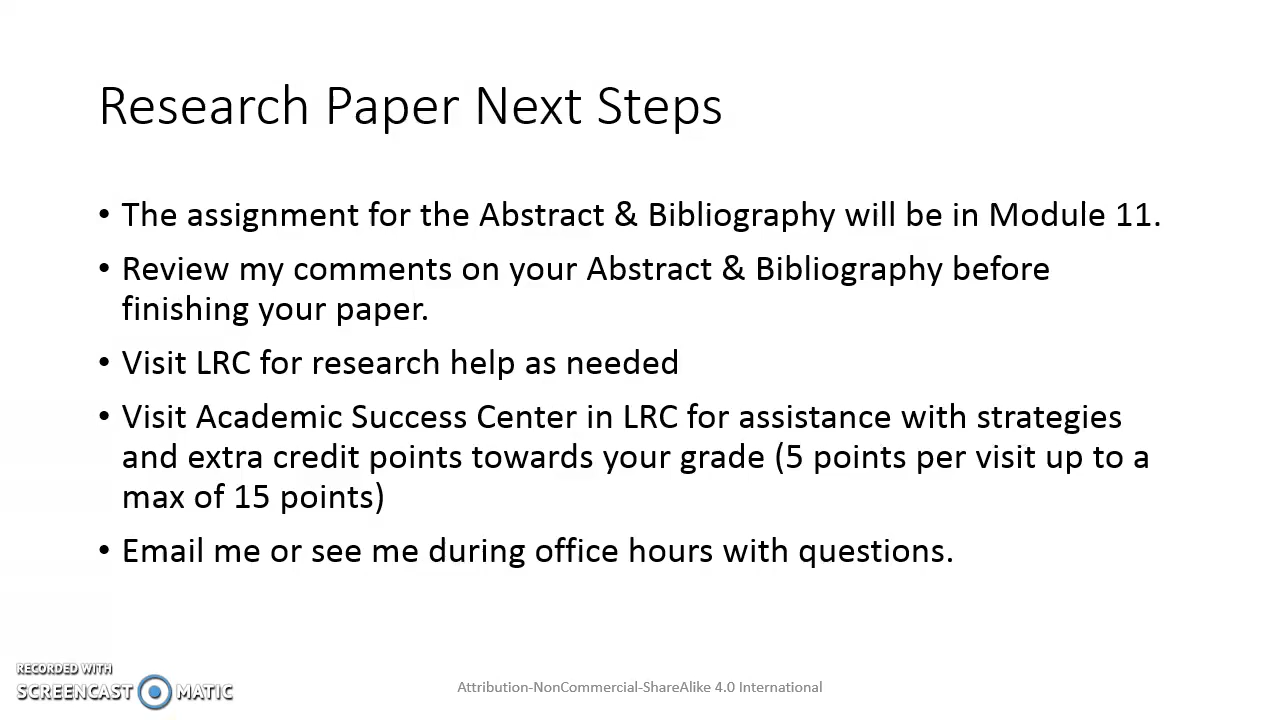 Research Paper Next Steps
• The assignment for the Abstract & Bibliography will be in Module 11.
• Review my comments on your Abstract & Bibliography before
finishing your paper.
• Visit LRC for research help as needed
• Visit Academic Success Center in LRC for assistance with strategies
and extra credit points towards your grade (5 points per visit up to a
max of 15 points)
• Email me or see me during office hours with questions.
RECORDED WITH
SCREENCAST MATIC
Attribution-NonCommercial-ShareAlike 4.0 International